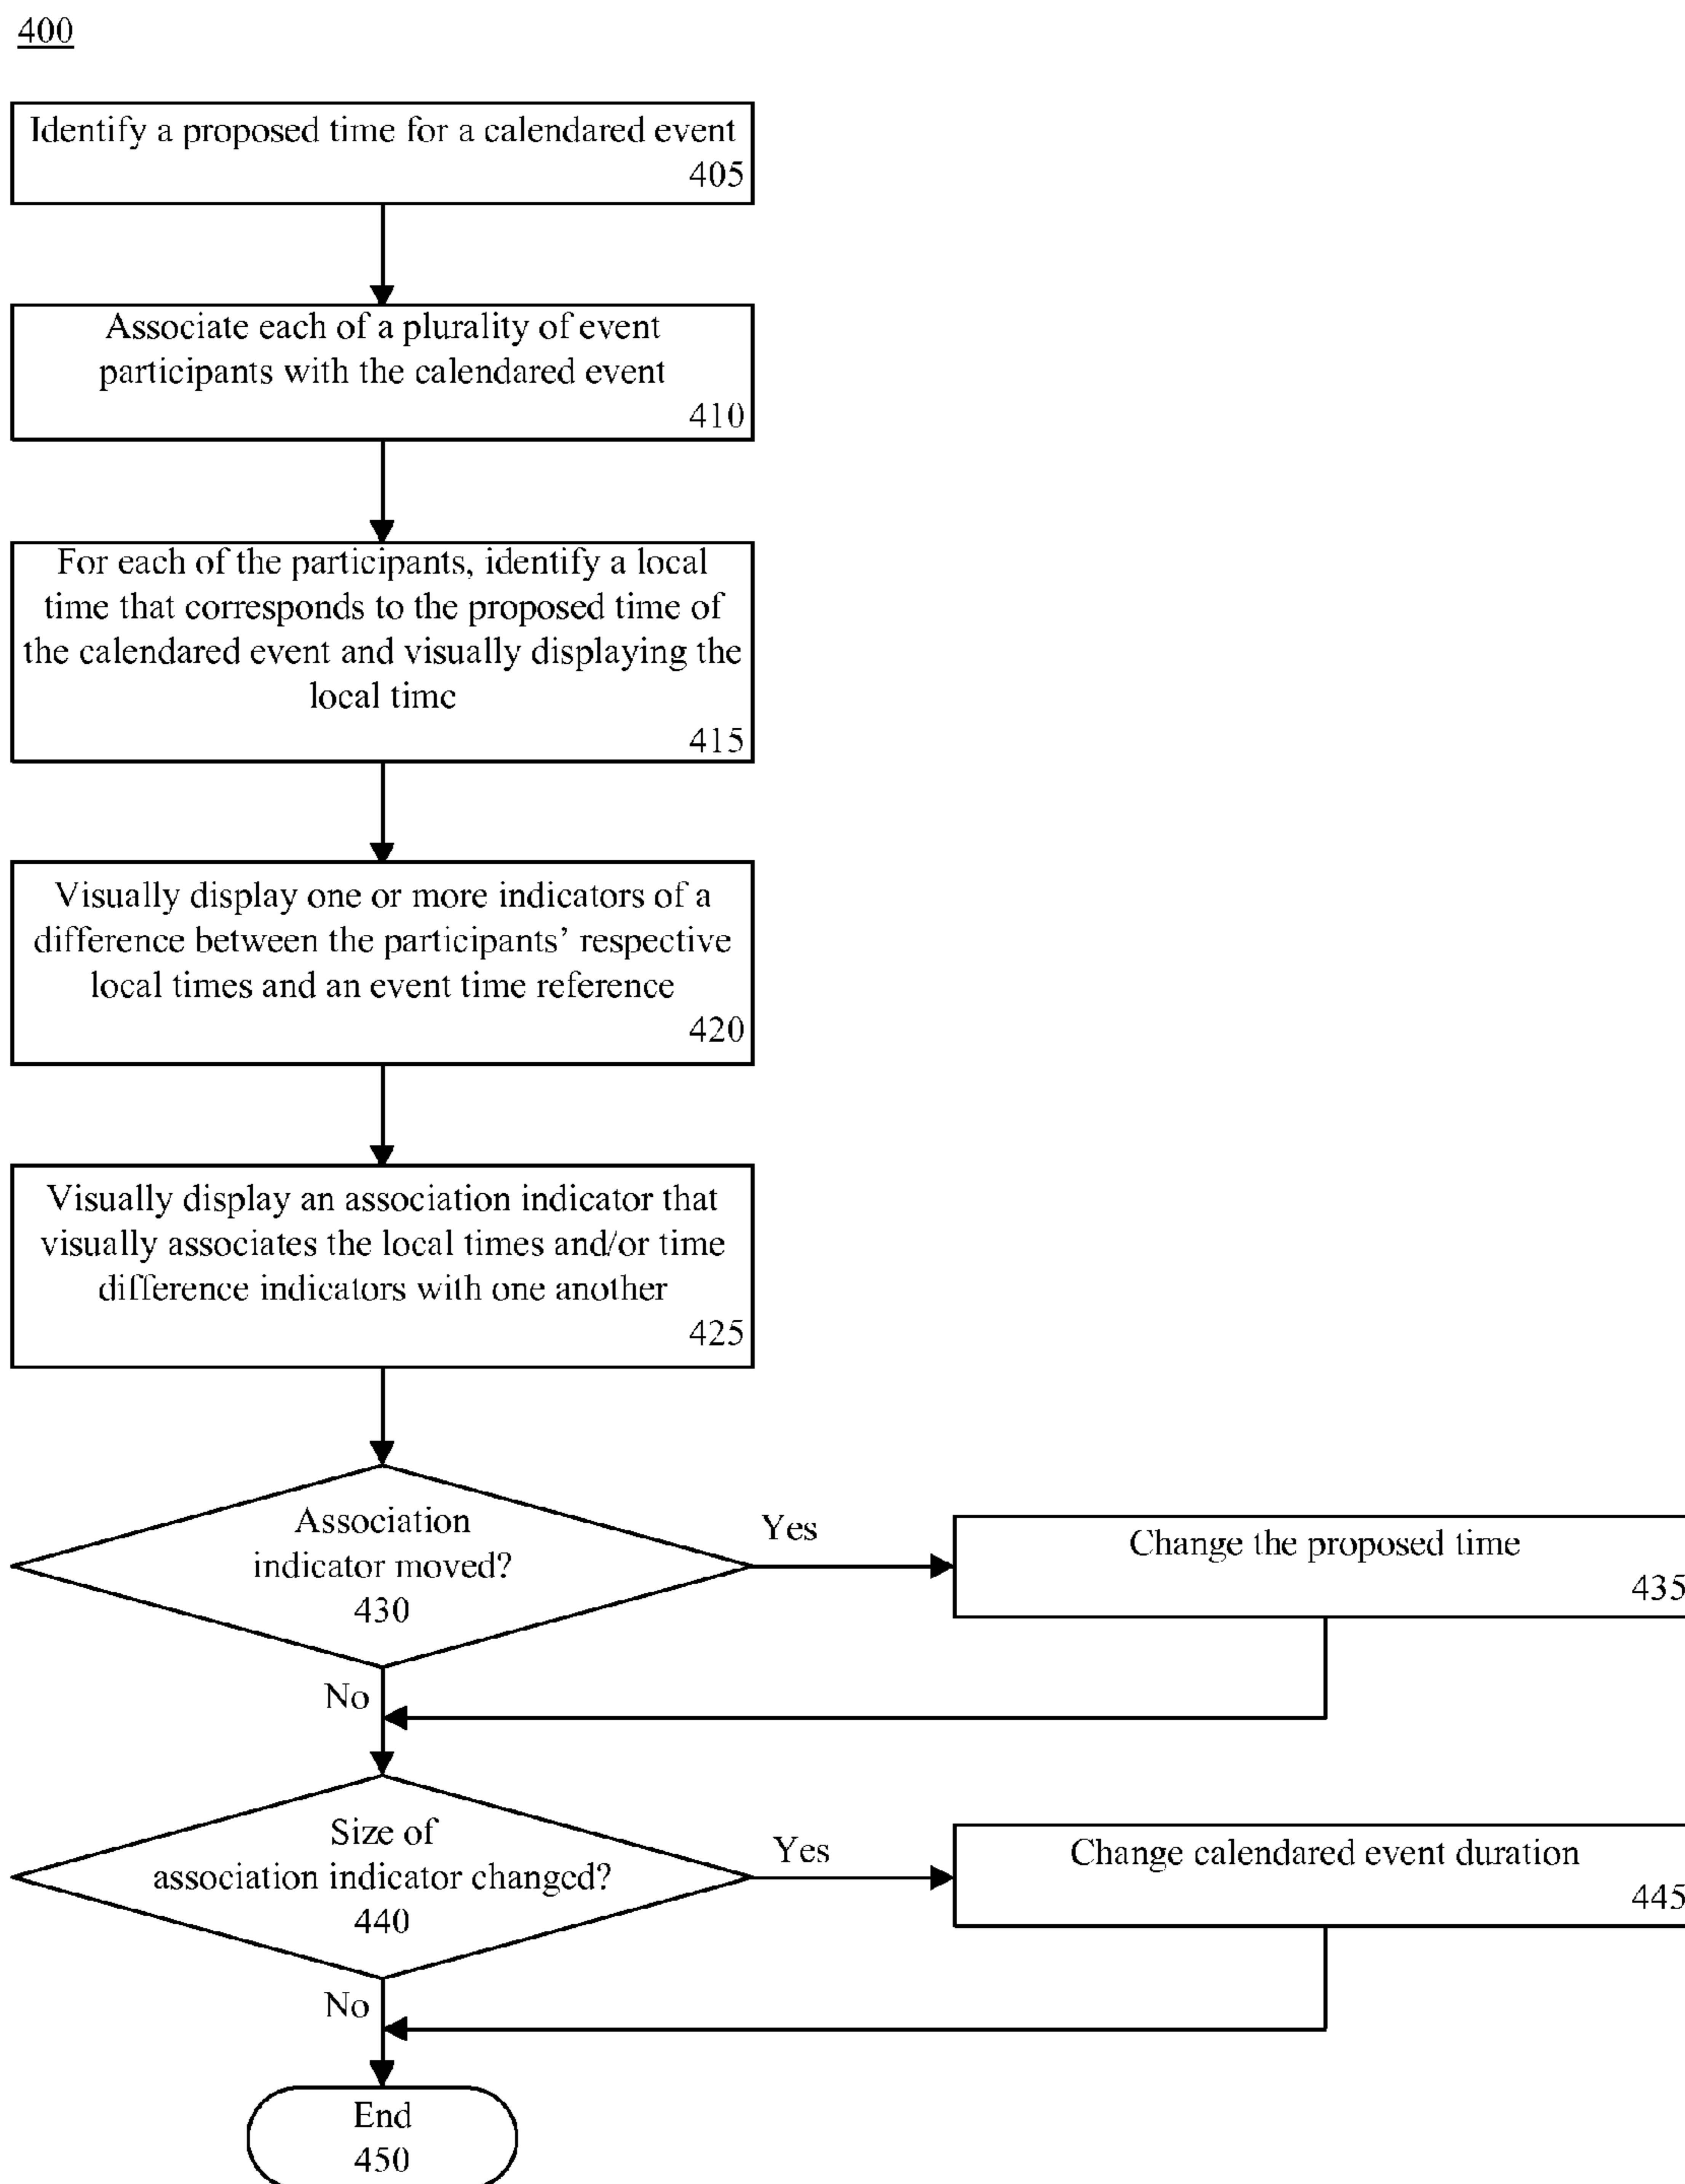 400
Identify a proposed time for a calendared event
405
Associate each of a plurality of event
participants with the calendared event
410
For each of the participants, identify a local
time that corresponds to the proposed time of
the calendared event and visually displaying the
local time
415
Visually display one or more indicators of a
difference between the participants’ respective
local times and an event time reference
420
Visually display an association indicator that
visually associates the local times and/or time
difference indicators with one another
425
Association
indicator moved?
430
Yes
Change the proposed time
435
No
Size of
association indicator changed?
440
Yes
Change calendared event duration
445
No
End
450